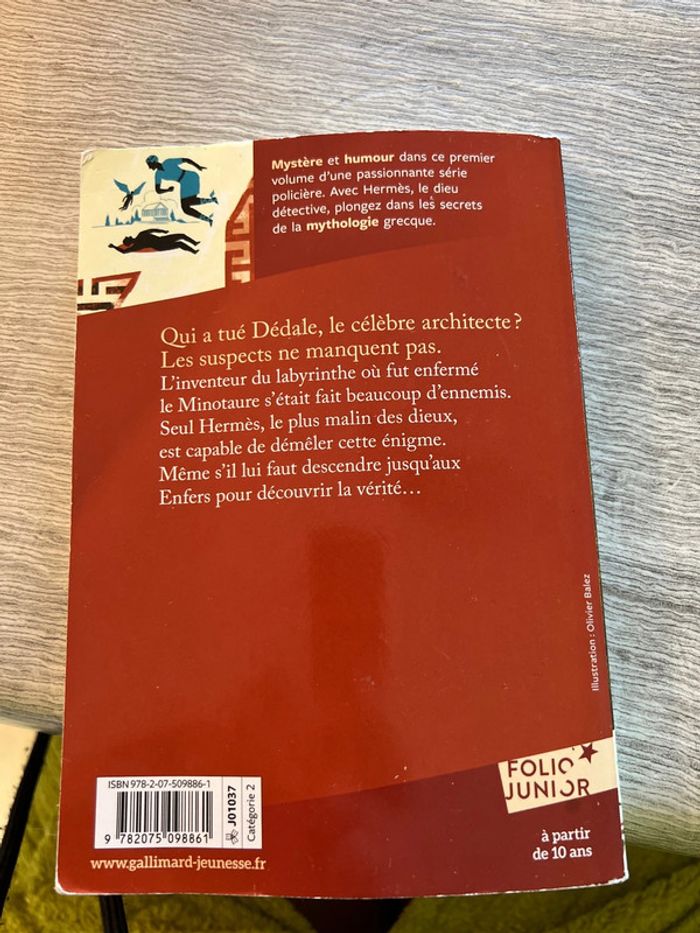 Mystère et humour dans ce premier
volume d'une passionnante série
policière. Avec Hermès, le dieu
détective, plongez dans les secrets
de la mythologie grecque.
Qui a tué Dédale, le célèbre architecte ?
Les suspects ne manquent pas.
L'inventeur du labyrinthe où fut enfermé
le Minotaure s'était fait beaucoup d'ennemis.
Seul Hermès, le plus malin des dieux,
est capable de démêler cette énigme.
Même s'il lui faut descendre jusqu'aux
Enfers pour découvrir la vérité…
Illustration : Olivier Balez
ISBN 978-2-07-509886-1
9 782075 098861
J01037
Catégorie 2
www.gallimard-jeunesse.fr
FOLIO
JUNIOR
à partir
de 10 ans